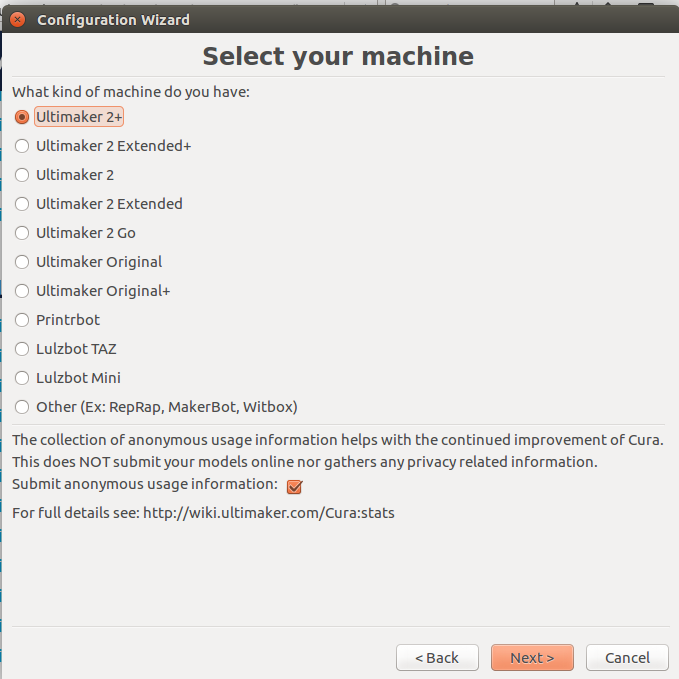 Configuration Wizard
Select your machine
What kind of machine do you have:
Ultimaker 2+
Ultimaker 2 Extended+
Ultimaker 2
Ultimaker 2 Extended
Ultimaker 2 Go
Ultimaker Original
Ultimaker Original+
Printrbot
Lulzbot TAZ
Lulzbot Mini
Other (Ex: RepRap, MakerBot, Witbox)
The collection of anonymous usage information helps with the continued improvement of Cura.
This does NOT submit your models online nor gathers any privacy related information.
Submit anonymous usage information:
For full details see: http://wiki.ultimaker.com/Cura:stats
< Back Next > Cancel